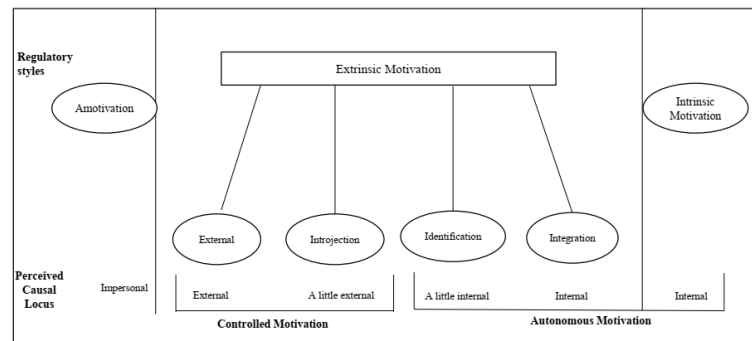 Regulatory
styles
Extrinsic Motivation
Amotivation
Intrinsic
Motivation
External
Introjection
Identification
Integration
Perceived
Causal
Locus
Impersonal
External
A little external
A little internal
Internal
Internal
Controlled Motivation
Autonomous Motivation